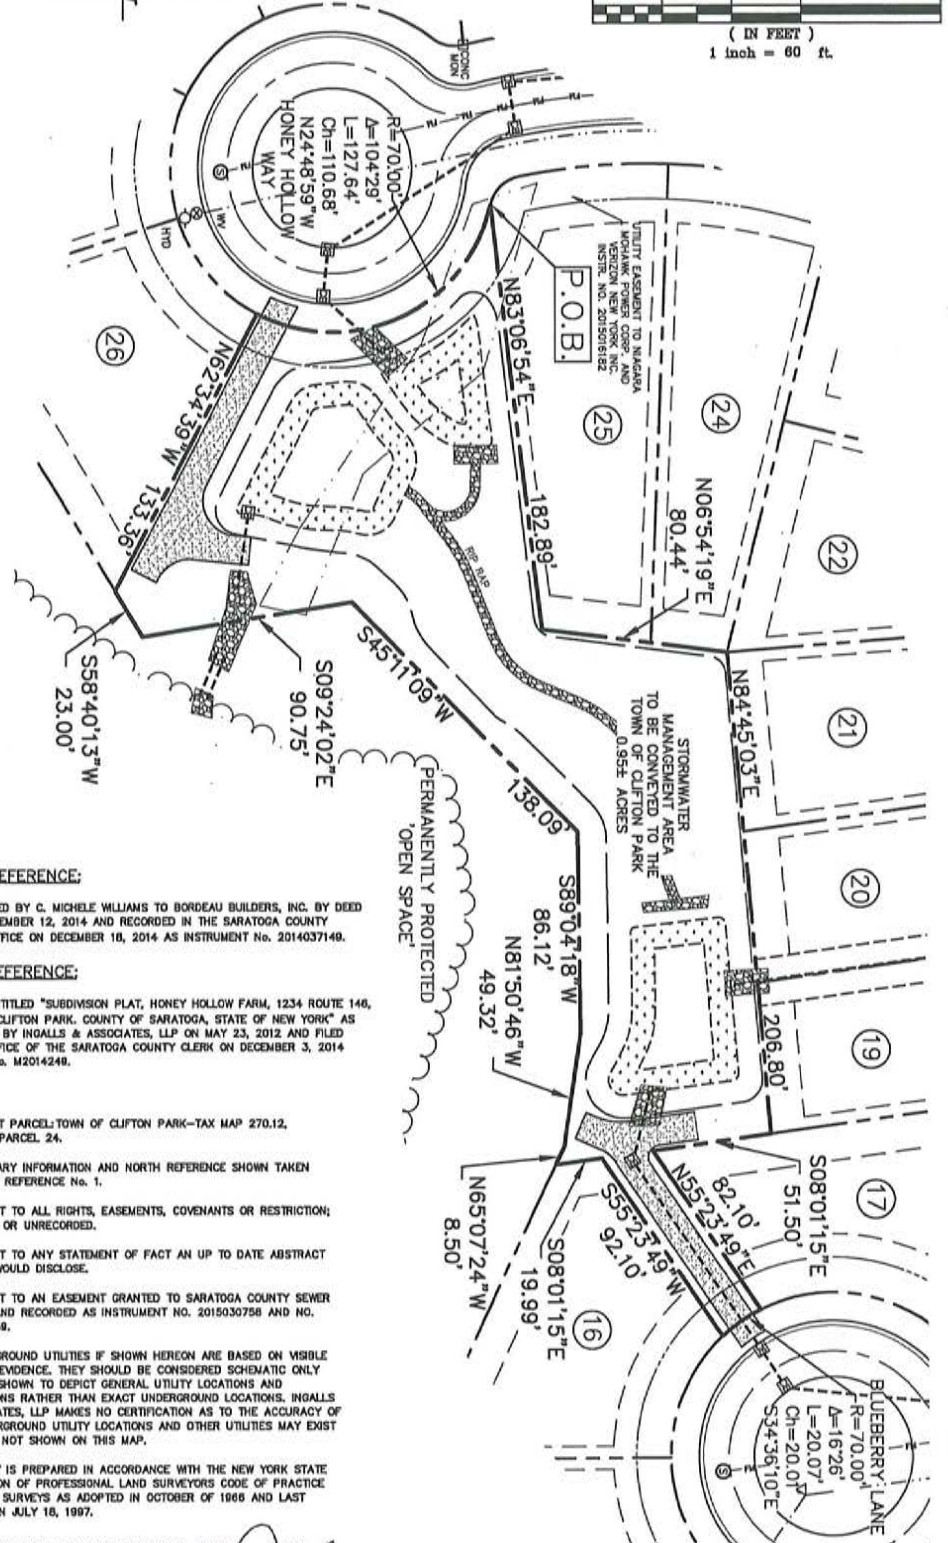 ( IN FEET )
1 inch = 60 ft.
CONC
MON
R=70.00'
Δ=104°29'
L=127.64'
Ch=110.68'
N24°48'59"W
HONEY HOLLOW
WAY
WV
HYD
S
26
UTILITY EASEMENT TO NIAGARA
MOHAWK POWER CORP. AND
VERIZON NEW YORK INC.
INSTR. NO. 2015016182
P.O.B.
N83°06'54"E
182.89'
25
24
N06°54'19"E
80.44'
22
N62°34'39"W
133.36'
RIP RAP
S58°40'13"W
23.00'
S09°24'02"E
90.75'
S45°11'09"W
138.09'
STORMWATER
MANAGEMENT AREA
TO BE CONVEYED TO THE
TOWN OF CLIFTON PARK
0.95± ACRES
N84°45'03"E
206.80'
21
20
19
17
PERMANENTLY PROTECTED
'OPEN SPACE'
S89°04'18"W
86.12'
N81°50'46"W
49.32'
N65°07'24"W
8.50'
S08°01'15"E
19.99'
16
S08°01'15"E
51.50'
N55°23'49"E
82.10'
S55°23'49"W
92.10'
BLUEBERRY LANE
R=70.00'
Δ=16°26'
L=20.07'
Ch=20.01'
S34°36'10"E
S
EFERENCE:
ED BY C. MICHELE WILLIAMS TO BORDEAU BUILDERS, INC. BY DEED
EMBER 12, 2014 AND RECORDED IN THE SARATOGA COUNTY
FICE ON DECEMBER 18, 2014 AS INSTRUMENT No. 2014037149.
EFERENCE:
TITLED "SUBDIVISION PLAT, HONEY HOLLOW FARM, 1234 ROUTE 146,
CLIFTON PARK, COUNTY OF SARATOGA, STATE OF NEW YORK" AS
BY INGALLS & ASSOCIATES, LLP ON MAY 23, 2012 AND FILED
ICE OF THE SARATOGA COUNTY CLERK ON DECEMBER 3, 2014
o. M2014249.
T PARCEL: TOWN OF CLIFTON PARK-TAX MAP 270.12,
PARCEL 24.
ARY INFORMATION AND NORTH REFERENCE SHOWN TAKEN
REFERENCE No. 1.
T TO ALL RIGHTS, EASEMENTS, COVENANTS OR RESTRICTION;
OR UNRECORDED.
T TO ANY STATEMENT OF FACT AN UP TO DATE ABSTRACT
OULD DISCLOSE.
T TO AN EASEMENT GRANTED TO SARATOGA COUNTY SEWER
ND RECORDED AS INSTRUMENT NO. 2015030758 AND NO.
9.
GROUND UTILITIES IF SHOWN HEREON ARE BASED ON VISIBLE
EVIDENCE. THEY SHOULD BE CONSIDERED SCHEMATIC ONLY
SHOWN TO DEPICT GENERAL UTILITY LOCATIONS AND
NS RATHER THAN EXACT UNDERGROUND LOCATIONS. INGALLS
ATES, LLP MAKES NO CERTIFICATION AS TO THE ACCURACY OF
RGROUND UTILITY LOCATIONS AND OTHER UTILITIES MAY EXIST
NOT SHOWN ON THIS MAP.
Y IS PREPARED IN ACCORDANCE WITH THE NEW YORK STATE
ON OF PROFESSIONAL LAND SURVEYORS CODE OF PRACTICE
SURVEYS AS ADOPTED IN OCTOBER OF 1966 AND LAST
N JULY 18, 1997.